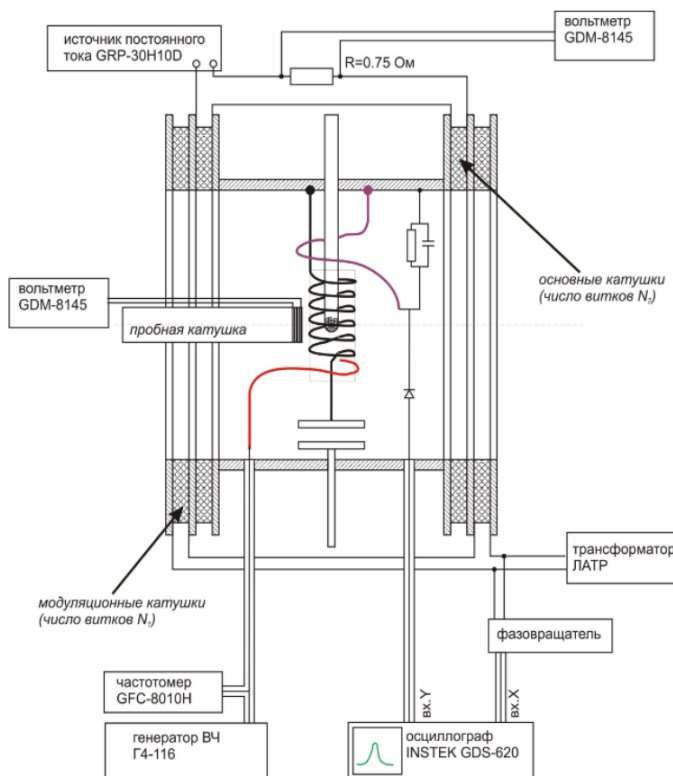 источник постоянного
тока GRP-30H10D
R=0.75 Ом
вольтметр
GDM-8145
основные катушки
(число витков N₂)
вольтметр
GDM-8145
пробная катушка
модуляционные катушки
(число витков N₁)
трансформатор
ЛАТР
фазовращатель
частотомер
GFC-8010H
генератор ВЧ
Г4-116
вх.Y
вх.X
осциллограф
INSTEK GDS-620